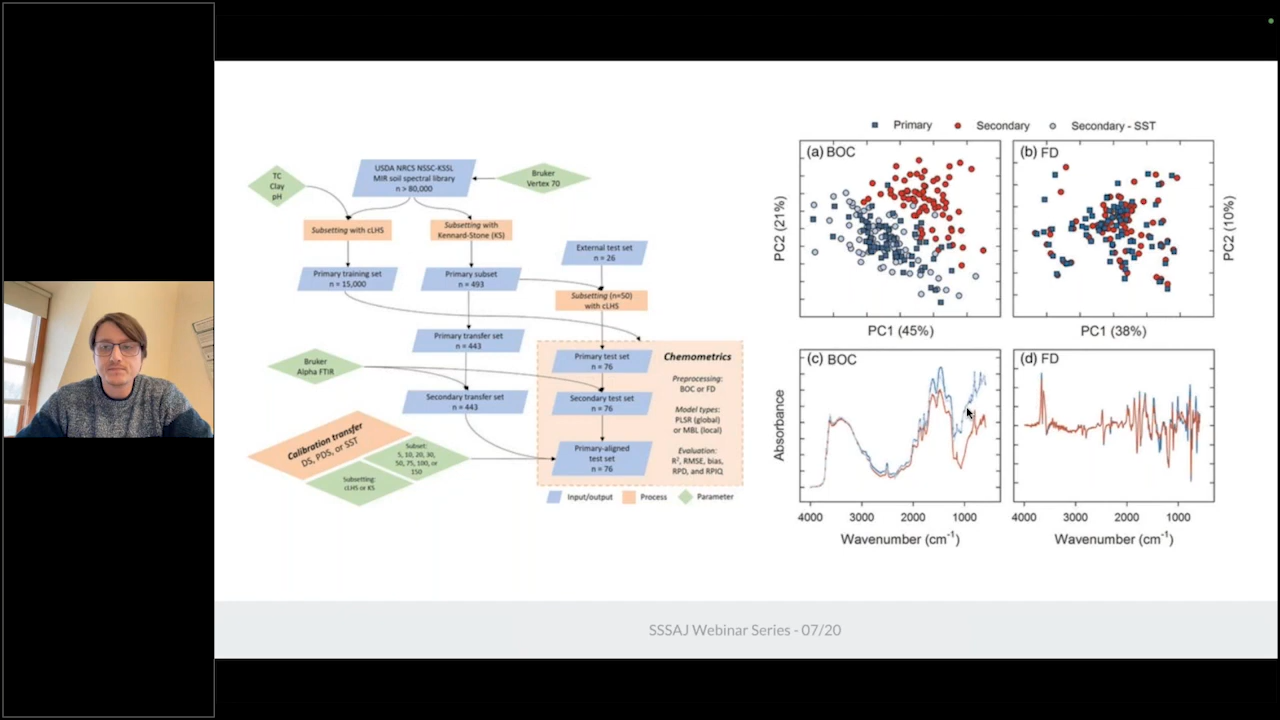 TC
Clay
pH
USDA NRCS NSSC-KSSL
MIR soil spectral library
n > 80,000
Bruker
Vertex 70
Subsetting with cLHS
Subsetting with
Kennard-Stone (KS)
External test set
n = 26
Primary training set
n = 15,000
Primary subset
n = 493
Subsetting (n=50)
with cLHS
Primary transfer set
n = 443
Bruker
Alpha FTIR
Primary test set
n = 76
Secondary transfer set
n = 443
Secondary test set
n = 76
Calibration transfer
DS, PDS, or SST
Subset:
5, 10, 20, 30,
50, 75, 100, or
150
Subsetting:
cLHS or KS
Primary-aligned
test set
n = 76
Chemometrics
Preprocessing:
BOC or FD
Model types:
PLSR (global)
or MBL (local)
Evaluation:
R², RMSE, bias,
RPD, and RPIQ
Input/output
Process
Parameter
Primary
Secondary
Secondary - SST
(a) BOC
(b) FD
PC2 (21%)
PC2 (10%)
PC1 (45%)
PC1 (38%)
(c) BOC
(d) FD
Absorbance
4000 3000 2000 1000
4000 3000 2000 1000
Wavenumber (cm⁻¹)
Wavenumber (cm⁻¹)
SSSAJ Webinar Series - 07/20